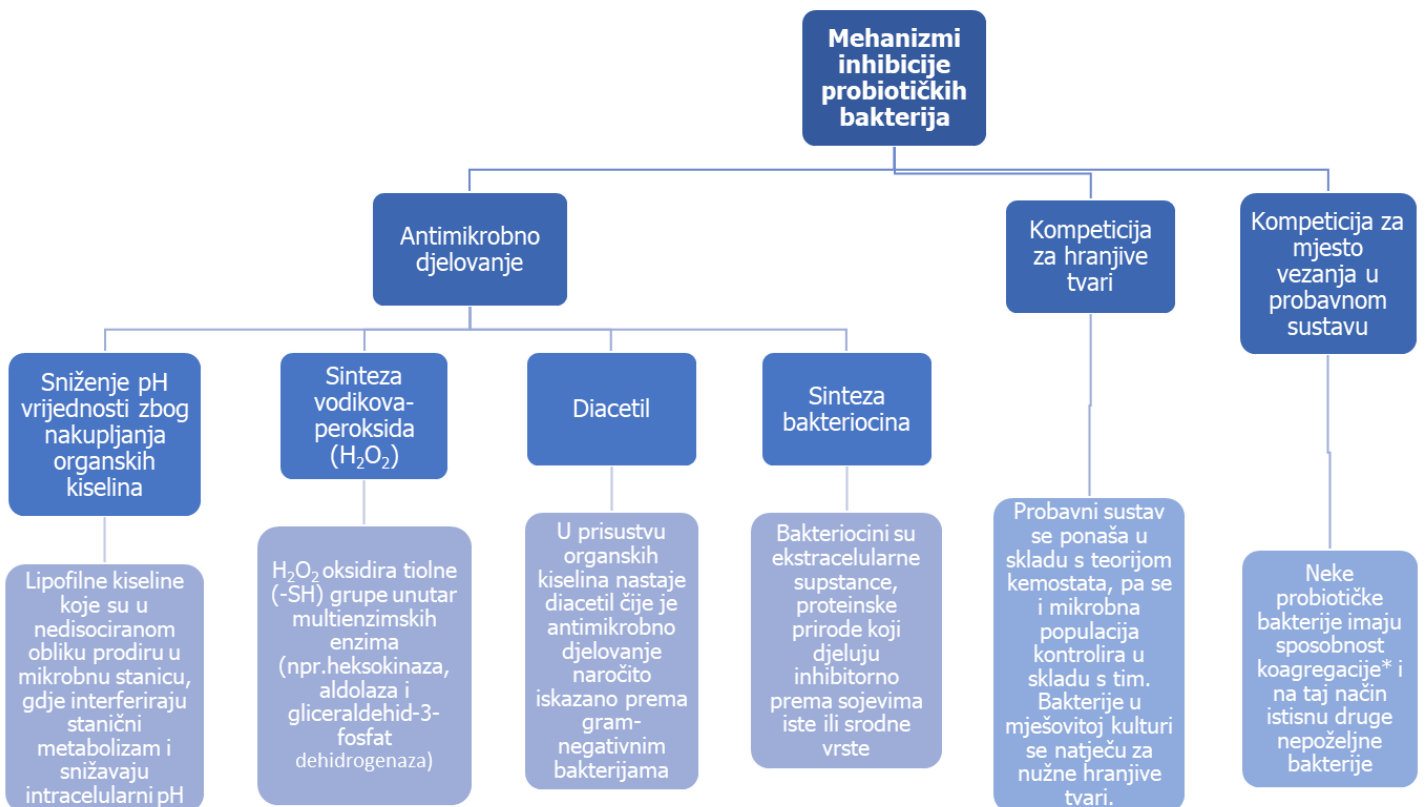 Mehanizmi
inhibicije
probiotičkih
bakterija
Antimikrobno
djelovanje
Kompeticija
za hranjive
tvari
Kompeticija za
mjesto
vezanja u
probavnom
sustavu
Sniženje pH
vrijednosti zbog
nakupljanja
organskih
kiselina
Sinteza
vodikova-
peroksida
(H₂O₂)
Diacetil
Sinteza
bakteriocina
Lipofilne kiseline
koje su u
nedisociranom
obliku prodiru u
mikrobnu stanicu,
gdje interferiraju
stanični
metabolizam i
snižavaju
intracelularni pH
H₂O₂ oksidira tiolne
(-SH) grupe unutar
multienzimskih
enzima
(npr.heksokinaza,
aldolaza i
gliceraldehid-3-
fosfat
dehidrogenaza)
U prisustvu
organskih
kiselina nastaje
diacetil čije je
antimikrobno
djelovanje
naročito
iskazano prema
gram-
negativnim
bakterijama
Bakteriocini su
ekstracelularne
supstance,
proteinske
prirode koji
djeluju
inhibitorno
prema sojevima
iste ili srodne
vrste
Probavni sustav
se ponaša u
skladu s teorijom
kemostata, pa se
i mikrobna
populacija
kontrolira u
skladu s tim.
Bakterije u
mješovitoj kulturi
se natječu za
nužne hranjive
tvari.
Neke
probiotičke
bakterije imaju
sposobnost
koagregacije* i
na taj način
istisnu druge
nepoželjne
bakterije